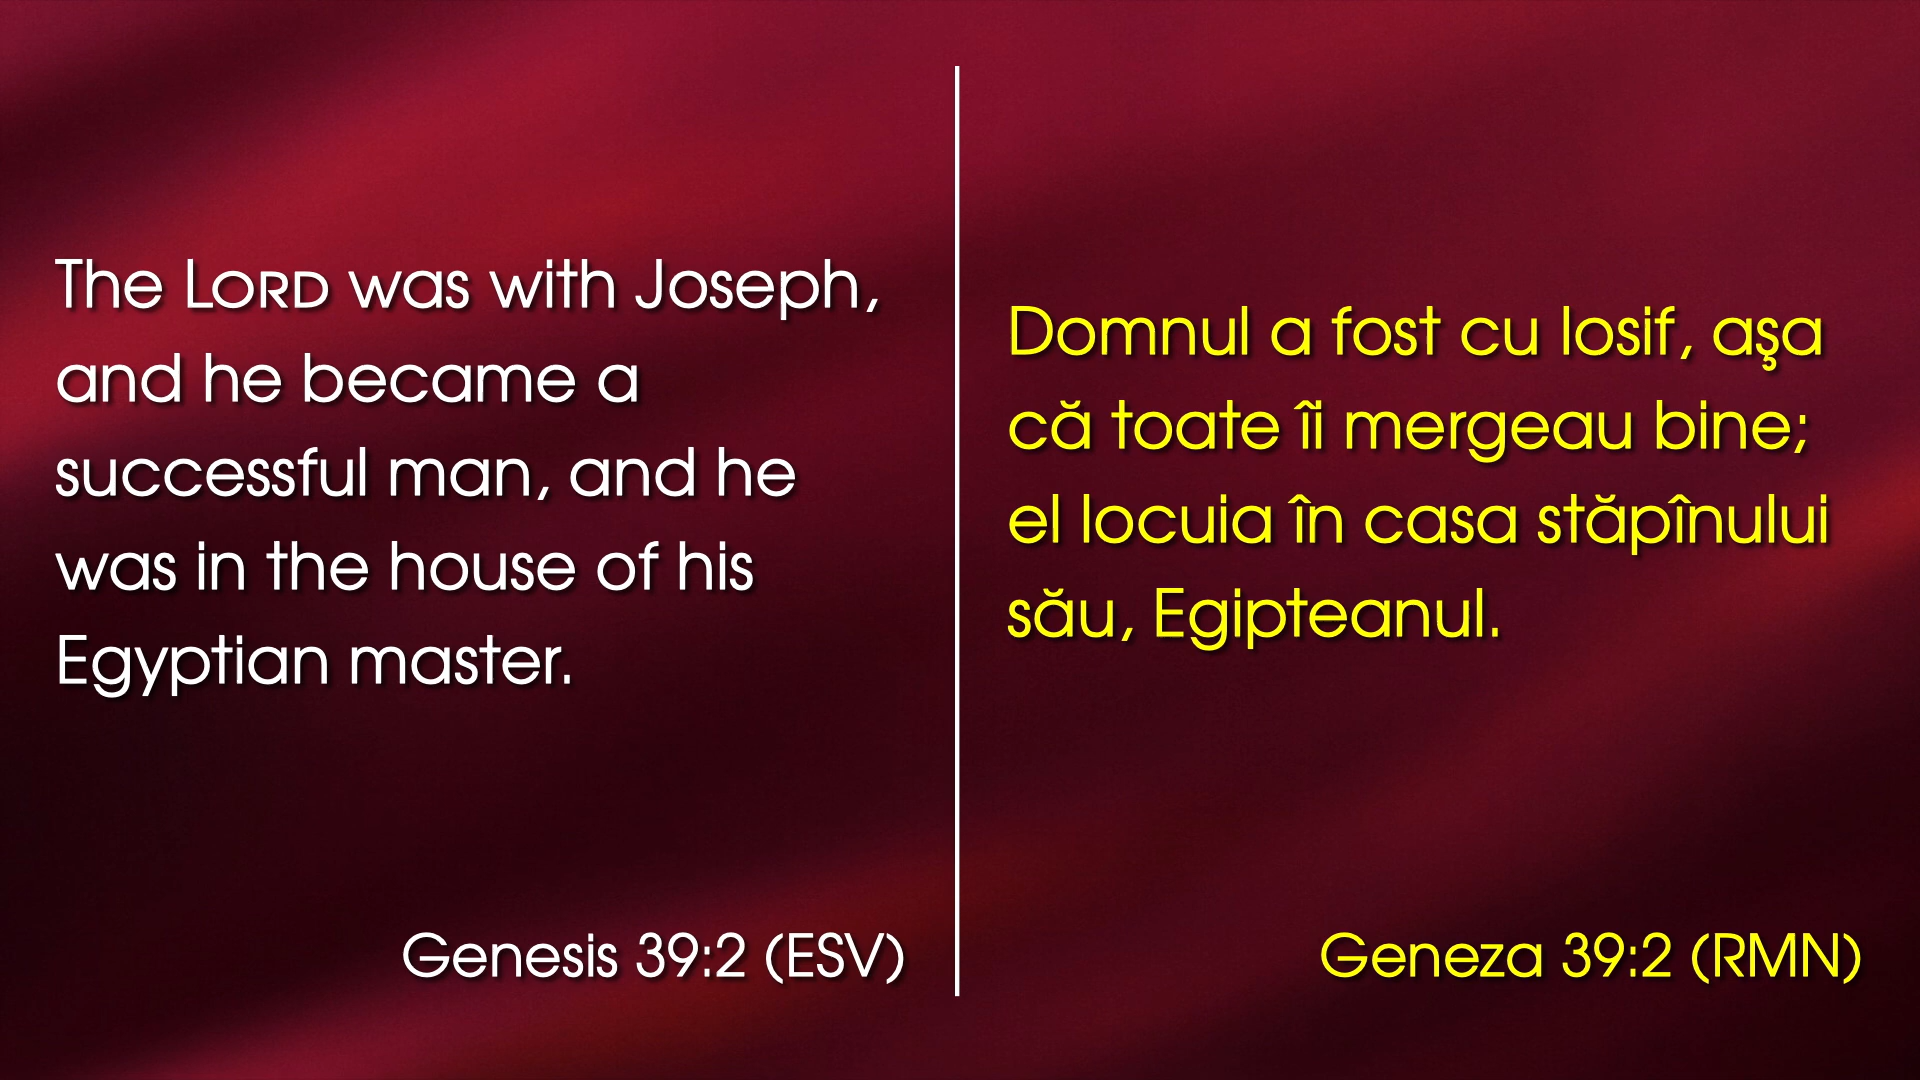 The LORD was with Joseph,
and he became a
successful man, and he
was in the house of his
Egyptian master.
Genesis 39:2 (ESV)
Domnul a fost cu Iosif, aşa
că toate îi mergeau bine;
el locuia în casa stăpînului
său, Egipteanul.
Geneza 39:2 (RMN)